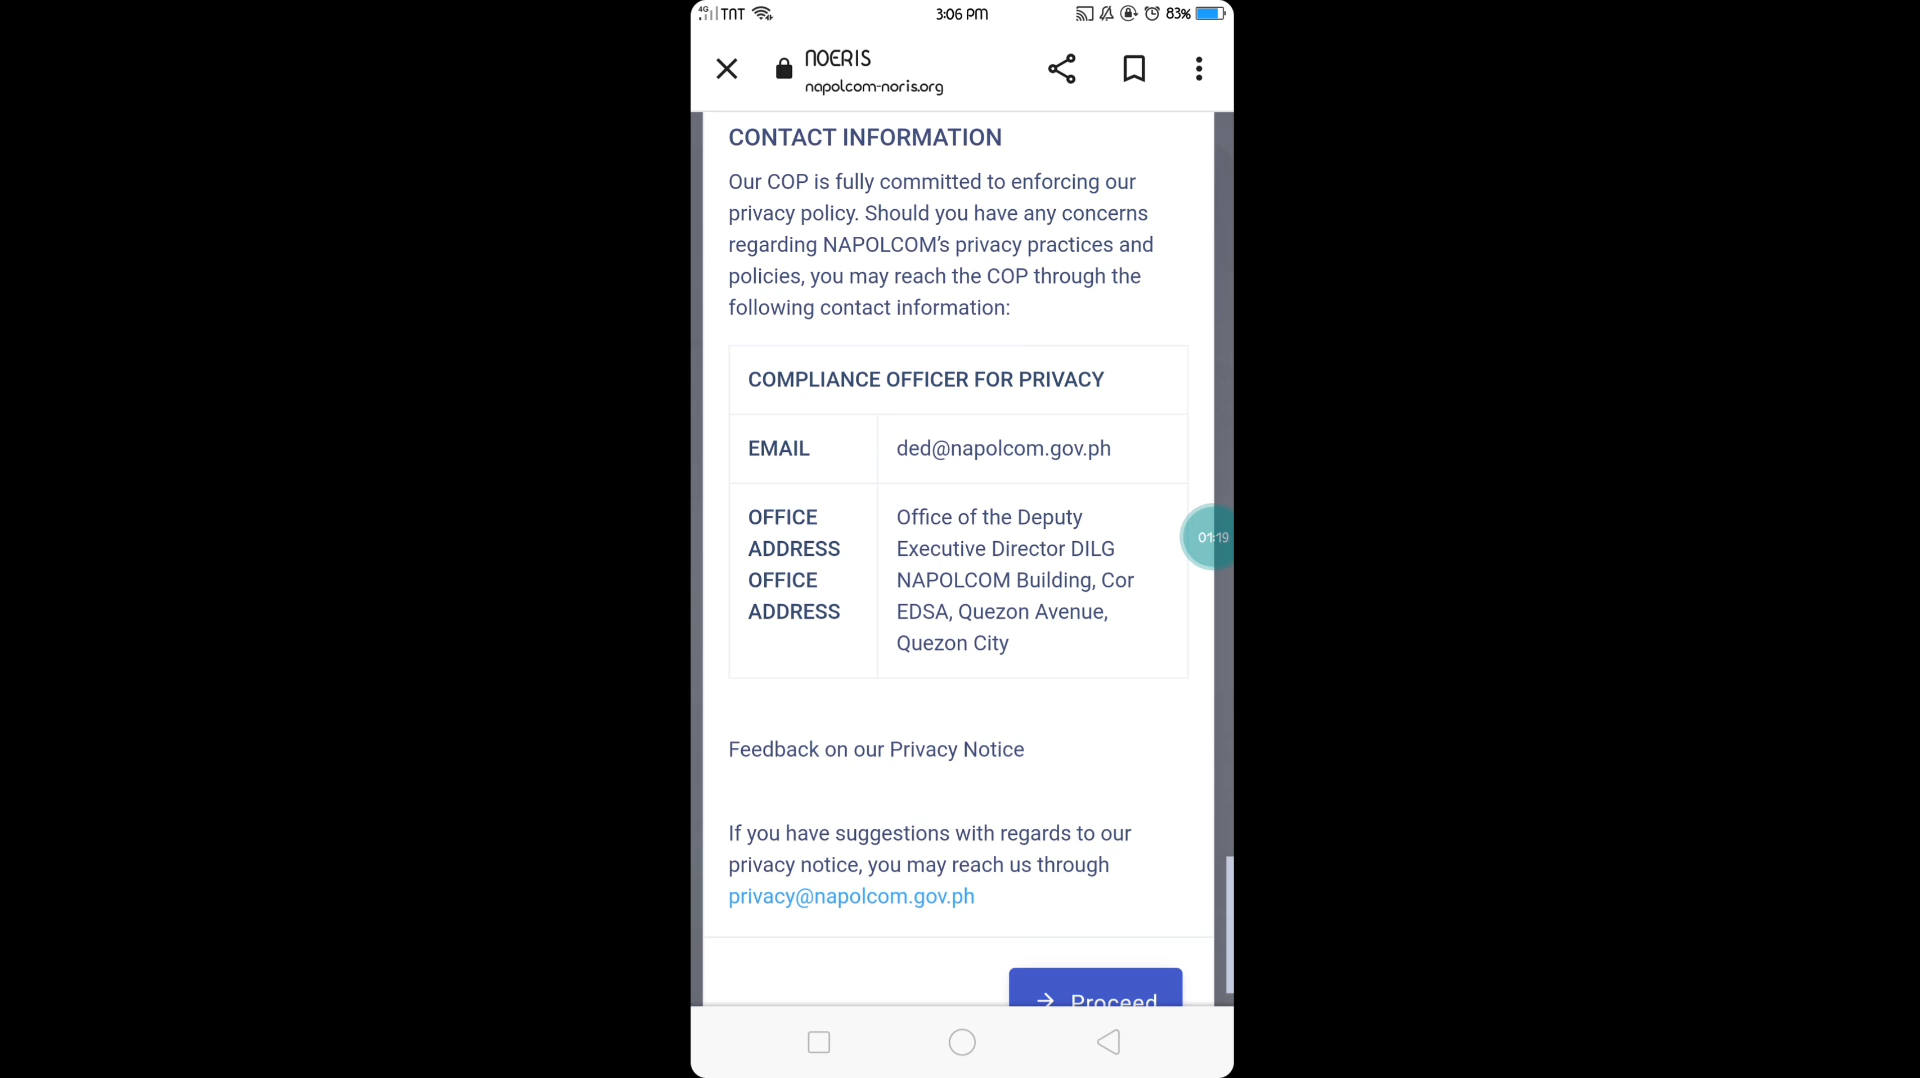 4G TNT 3:06 PM 83%
NOERIS
napolcom-noris.org
CONTACT INFORMATION
Our COP is fully committed to enforcing our
privacy policy. Should you have any concerns
regarding NAPOLCOM's privacy practices and
policies, you may reach the COP through the
following contact information:
COMPLIANCE OFFICER FOR PRIVACY
EMAIL ded@napolcom.gov.ph
OFFICE Office of the Deputy
ADDRESS Executive Director DILG
OFFICE NAPOLCOM Building, Cor
ADDRESS EDSA, Quezon Avenue,
Quezon City
01:19
Feedback on our Privacy Notice
If you have suggestions with regards to our
privacy notice, you may reach us through
privacy@napolcom.gov.ph
Proceed